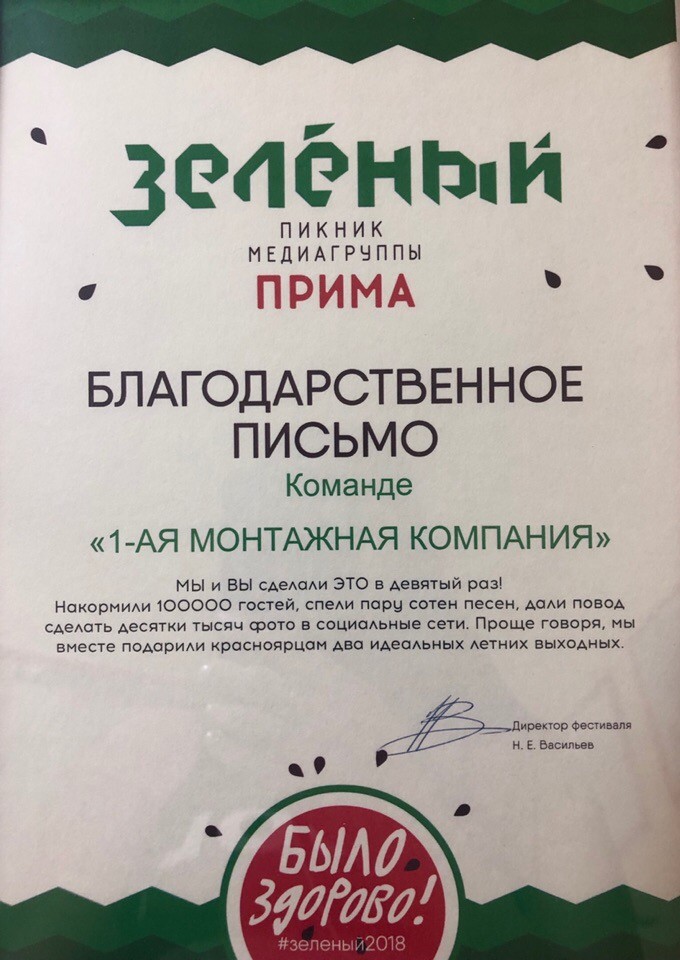 зелёный
ПИКНИК
МЕДИАГРУППЫ
ПРИМА
БЛАГОДАРСТВЕННОЕ
ПИСЬМО
Команде
«1-АЯ МОНТАЖНАЯ КОМПАНИЯ»
МЫ и ВЫ сделали ЭТО в девятый раз!
Накормили 100000 гостей, спели пару сотен песен, дали повод
сделать десятки тысяч фото в социальные сети. Проще говоря, мы
вместе подарили красноярцам два идеальных летних выходных.
Директор фестиваля
Н. Е. Васильев
БЫЛО
ЗДОРОВО!
#зеленый2018